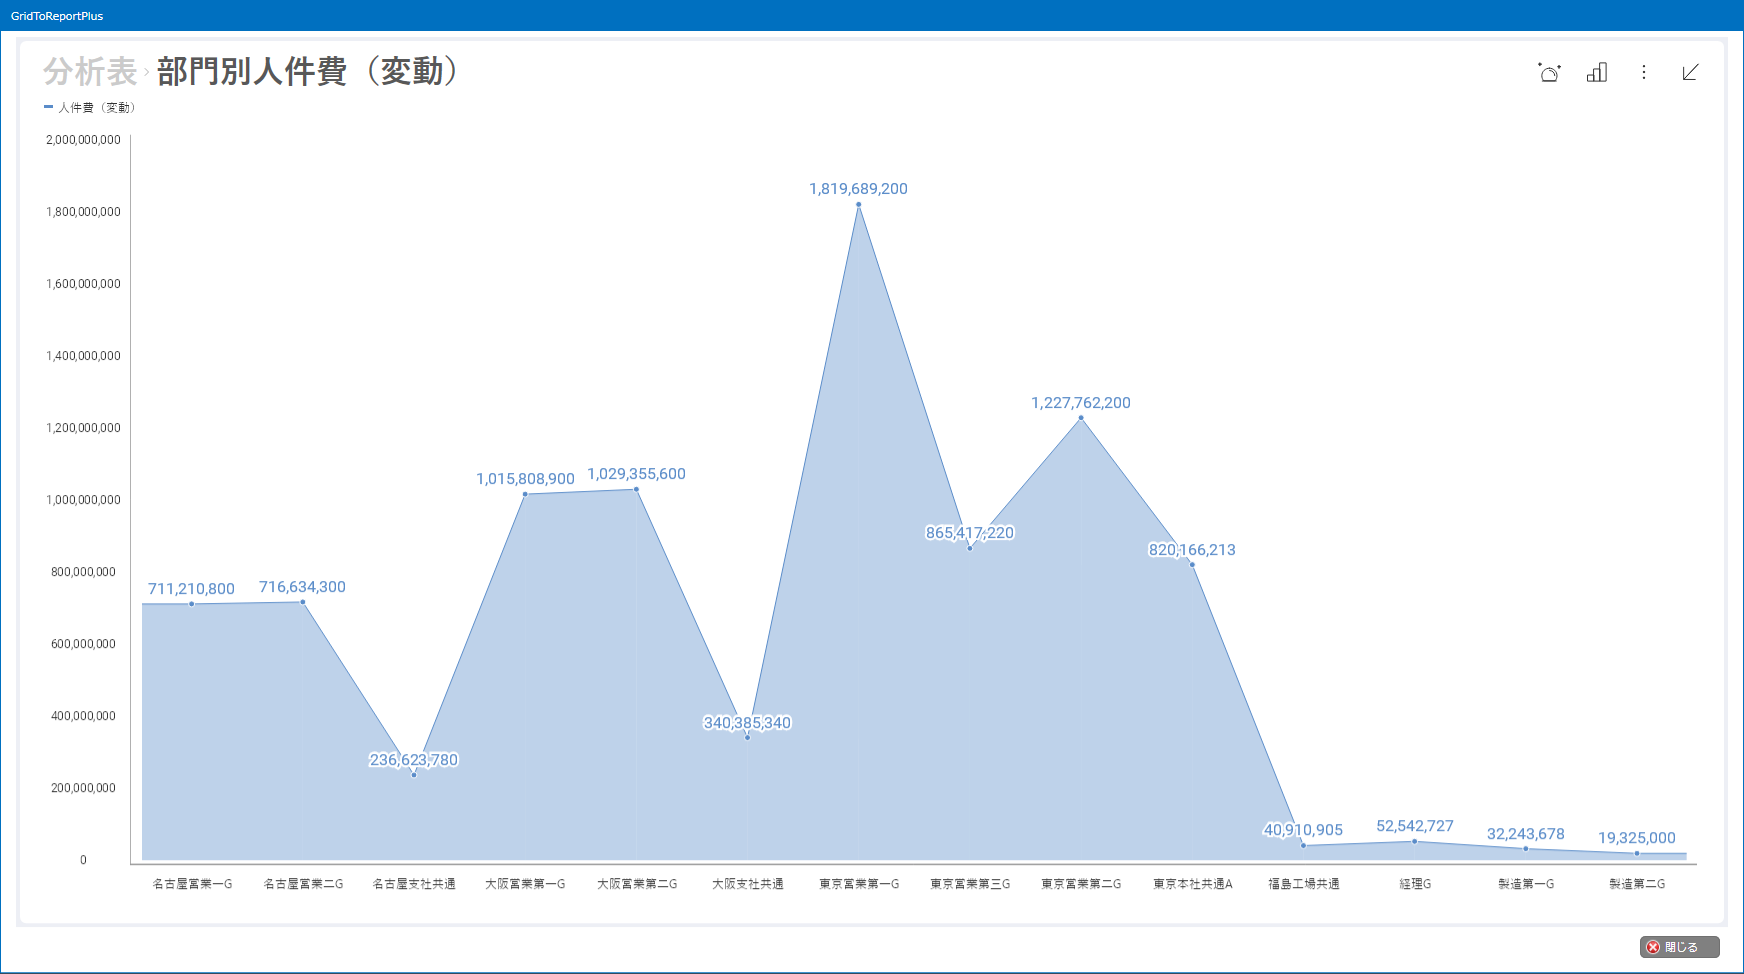 GridToReportPlus
分析表 › 部門別人件費（変動）
人件費（変動）
2,000,000,000
1,800,000,000
1,600,000,000
1,400,000,000
1,200,000,000
1,000,000,000
800,000,000
600,000,000
400,000,000
200,000,000
0
711,210,800
716,634,300
236,623,780
1,015,808,900
1,029,355,600
340,385,340
1,819,689,200
865,417,220
1,227,762,200
820,166,213
40,910,905
52,542,727
32,243,678
19,325,000
名古屋営業一G
名古屋営業二G
名古屋支社共通
大阪営業第一G
大阪営業第二G
大阪支社共通
東京営業第一G
東京営業第三G
東京営業第二G
東京本社共通A
福島工場共通
経理G
製造第一G
製造第二G
閉じる